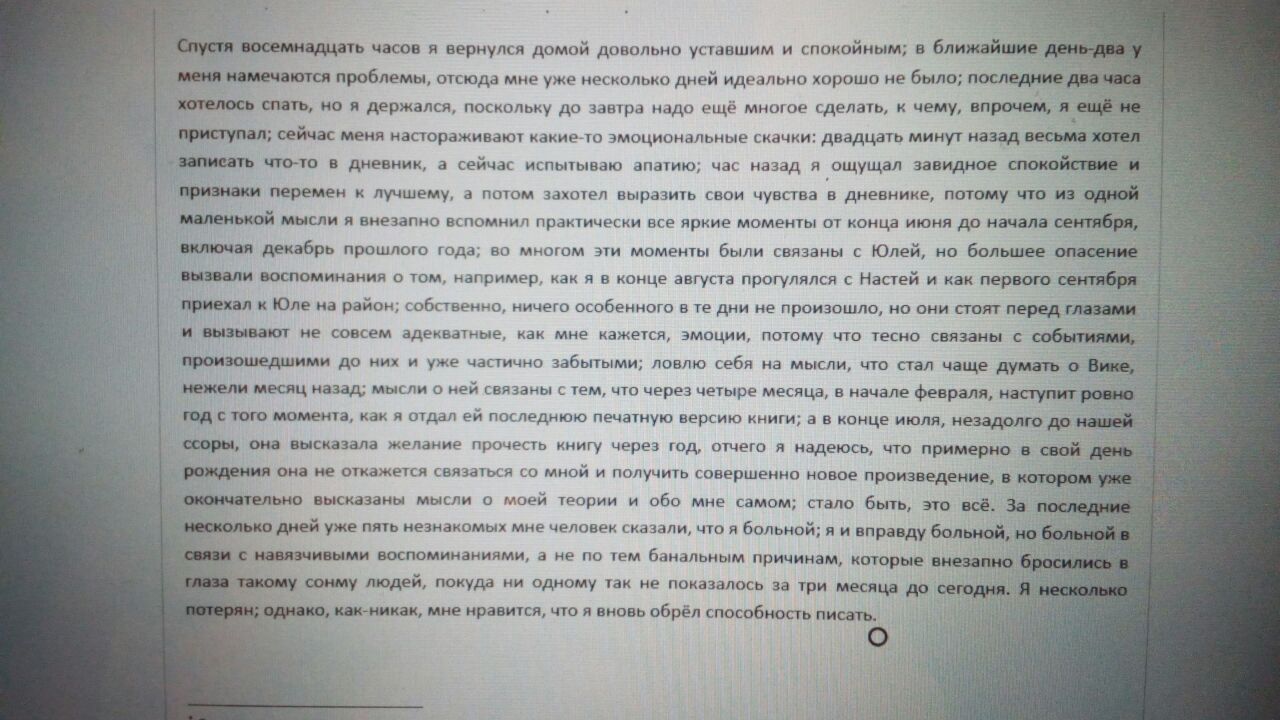 Спустя восемнадцать часов я вернулся домой довольно уставшим и спокойным; в ближайшие день-два у
меня намечаются проблемы, отсюда мне уже несколько дней идеально хорошо не было; последние два часа
хотелось спать, но я держался, поскольку до завтра надо ещё многое сделать, к чему, впрочем, я ещё не
приступал; сейчас меня настораживают какие-то эмоциональные скачки: двадцать минут назад весьма хотел
записать что-то в дневник, а сейчас испытываю апатию; час назад я ощущал завидное спокойствие и
признаки перемен к лучшему, а потом захотел выразить свои чувства в дневнике, потому что из одной
маленькой мысли я внезапно вспомнил практически все яркие моменты от конца июня до начала сентября,
включая декабрь прошлого года; во многом эти моменты были связаны с Юлей, но большее опасение
вызвали воспоминания о том, например, как я в конце августа прогулялся с Настей и как первого сентября
приехал к Юле на район; собственно, ничего особенного в те дни не произошло, но они стоят перед глазами
и вызывают не совсем адекватные, как мне кажется, эмоции, потому что тесно связаны с событиями,
произошедшими до них и уже частично забытыми; ловлю себя на мысли, что стал чаще думать о Вике,
нежели месяц назад; мысли о ней связаны с тем, что через четыре месяца, в начале февраля, наступит ровно
год с того момента, как я отдал ей последнюю печатную версию книги; а в конце июля, незадолго до нашей
ссоры, она высказала желание прочесть книгу через год, отчего я надеюсь, что примерно в свой день
рождения она не откажется связаться со мной и получить совершенно новое произведение, в котором уже
окончательно высказаны мысли о моей теории и обо мне самом; стало быть, это всё. За последние
несколько дней уже пять незнакомых мне человек сказали, что я больной; я и вправду больной, но больной в
связи с навязчивыми воспоминаниями, а не по тем банальным причинам, которые внезапно бросились в
глаза такому сонму людей, покуда ни одному так не показалось за три месяца до сегодня. Я несколько
потерян; однако, как-никак, мне нравится, что я вновь обрёл способность писать.